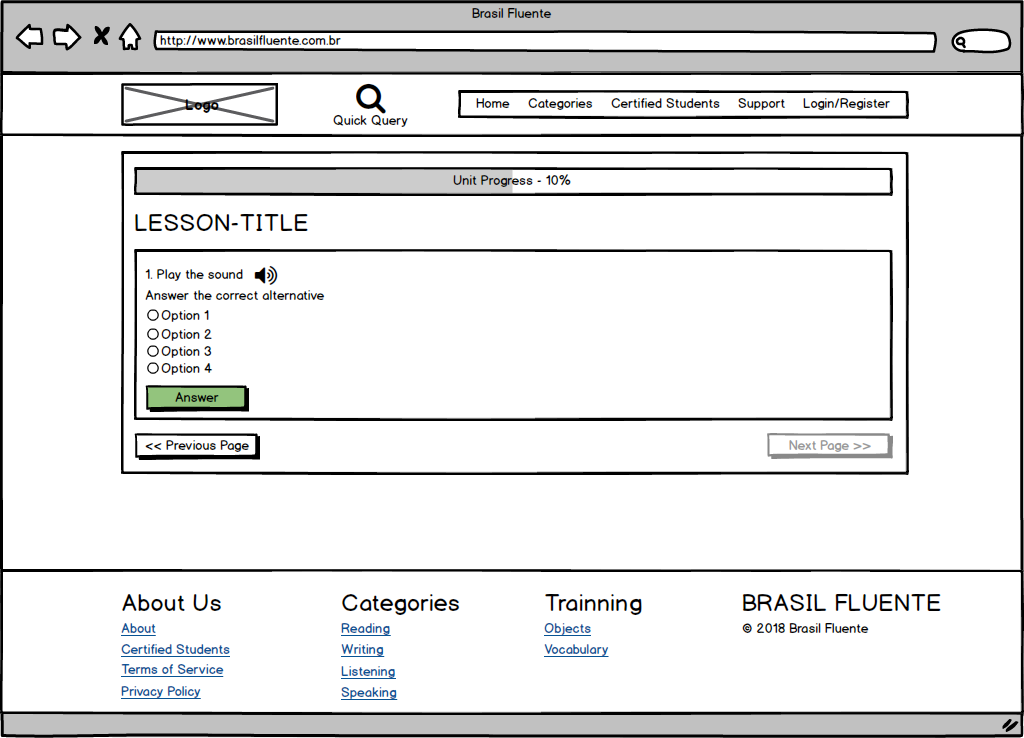 Brasil Fluente
http://www.brasilfluente.com.br
Logo
Quick Query
Home Categories Certified Students Support Login/Register
Unit Progress - 10%
LESSON-TITLE
1. Play the sound
Answer the correct alternative
Option 1
Option 2
Option 3
Option 4
Answer
<< Previous Page
Next Page >>
About Us
About
Certified Students
Terms of Service
Privacy Policy
Categories
Reading
Writing
Listening
Speaking
Trainning
Objects
Vocabulary
BRASIL FLUENTE
© 2018 Brasil Fluente